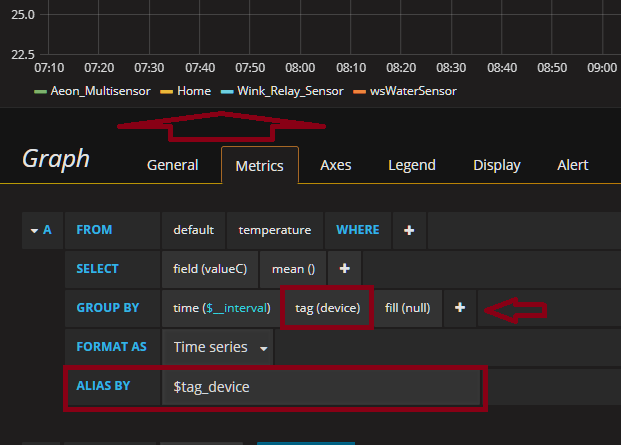 25.0
22.5
07:10 07:20 07:30 07:40 07:50 08:00 08:10 08:20 08:30 08:40 08:50 09:00
Aeon_Multisensor Home Wink_Relay_Sensor wsWaterSensor
Graph General Metrics Axes Legend Display Alert
A FROM default temperature WHERE +
SELECT field (valueC) mean () +
GROUP BY time ($__interval) tag (device) fill (null) +
FORMAT AS Time series
ALIAS BY $tag_device